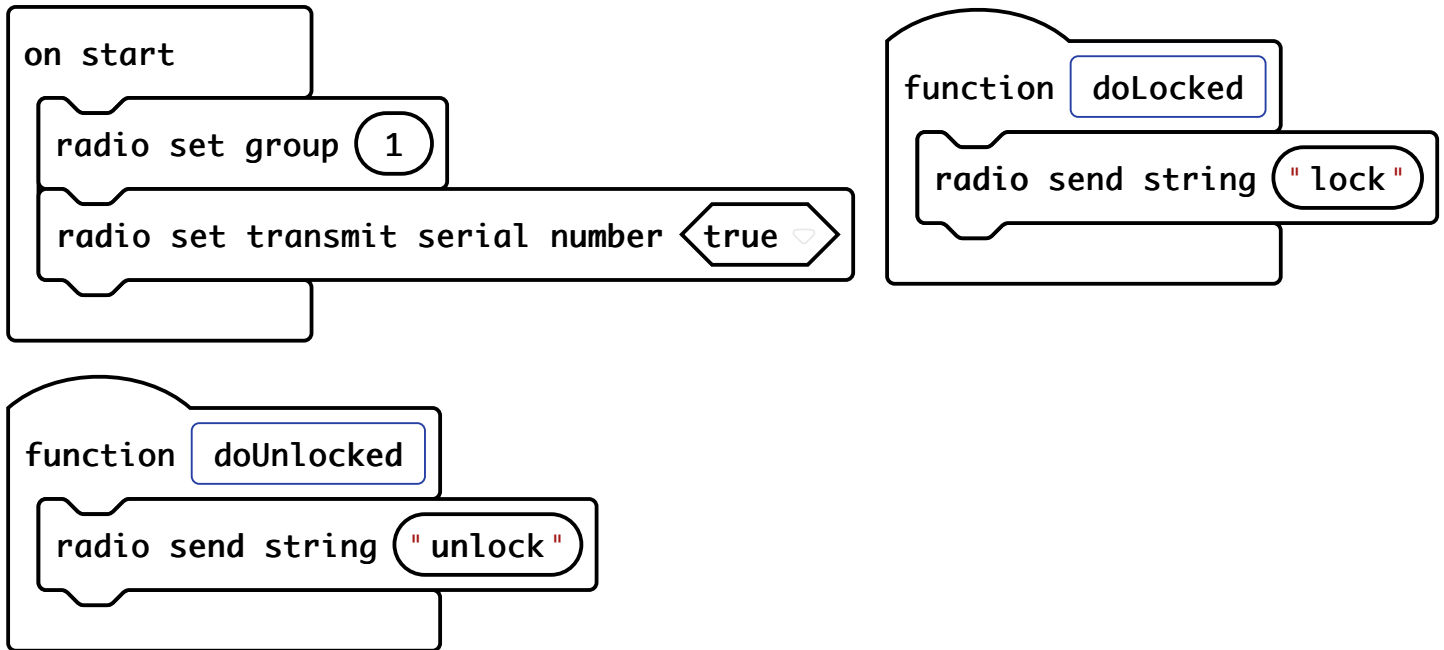 on start
radio set group 1
radio set transmit serial number true
function doLocked
radio send string "lock"
function doUnlocked
radio send string "unlock"